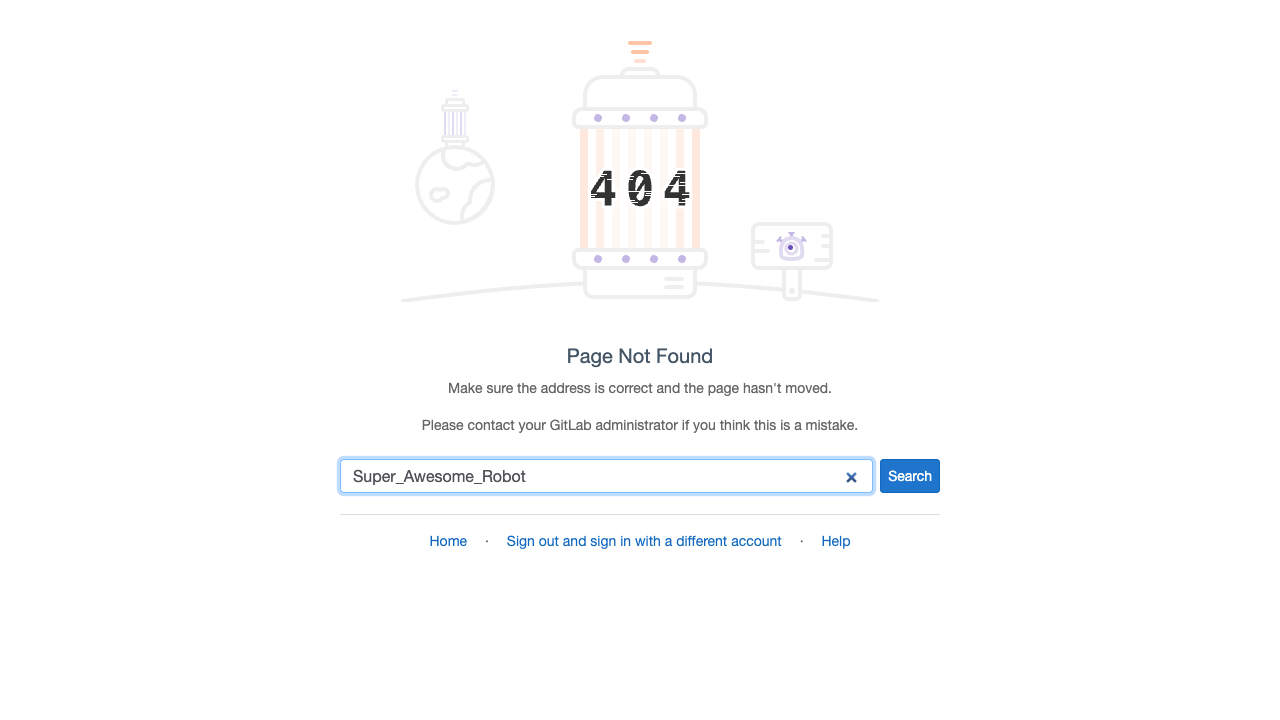 404
Page Not Found
Make sure the address is correct and the page hasn't moved.
Please contact your GitLab administrator if you think this is a mistake.
Super_Awesome_Robot
Search
Home · Sign out and sign in with a different account · Help